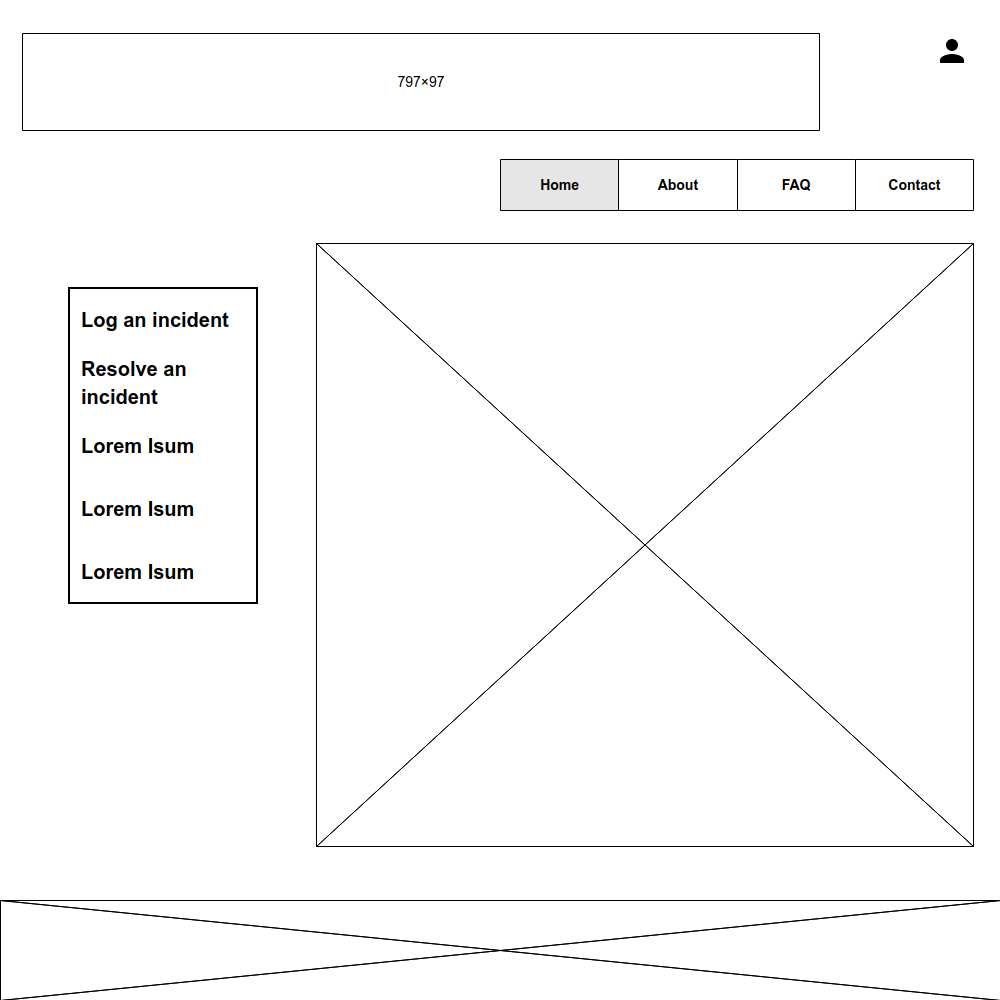 797×97
Home About FAQ Contact
Log an incident
Resolve an
incident
Lorem Isum
Lorem Isum
Lorem Isum